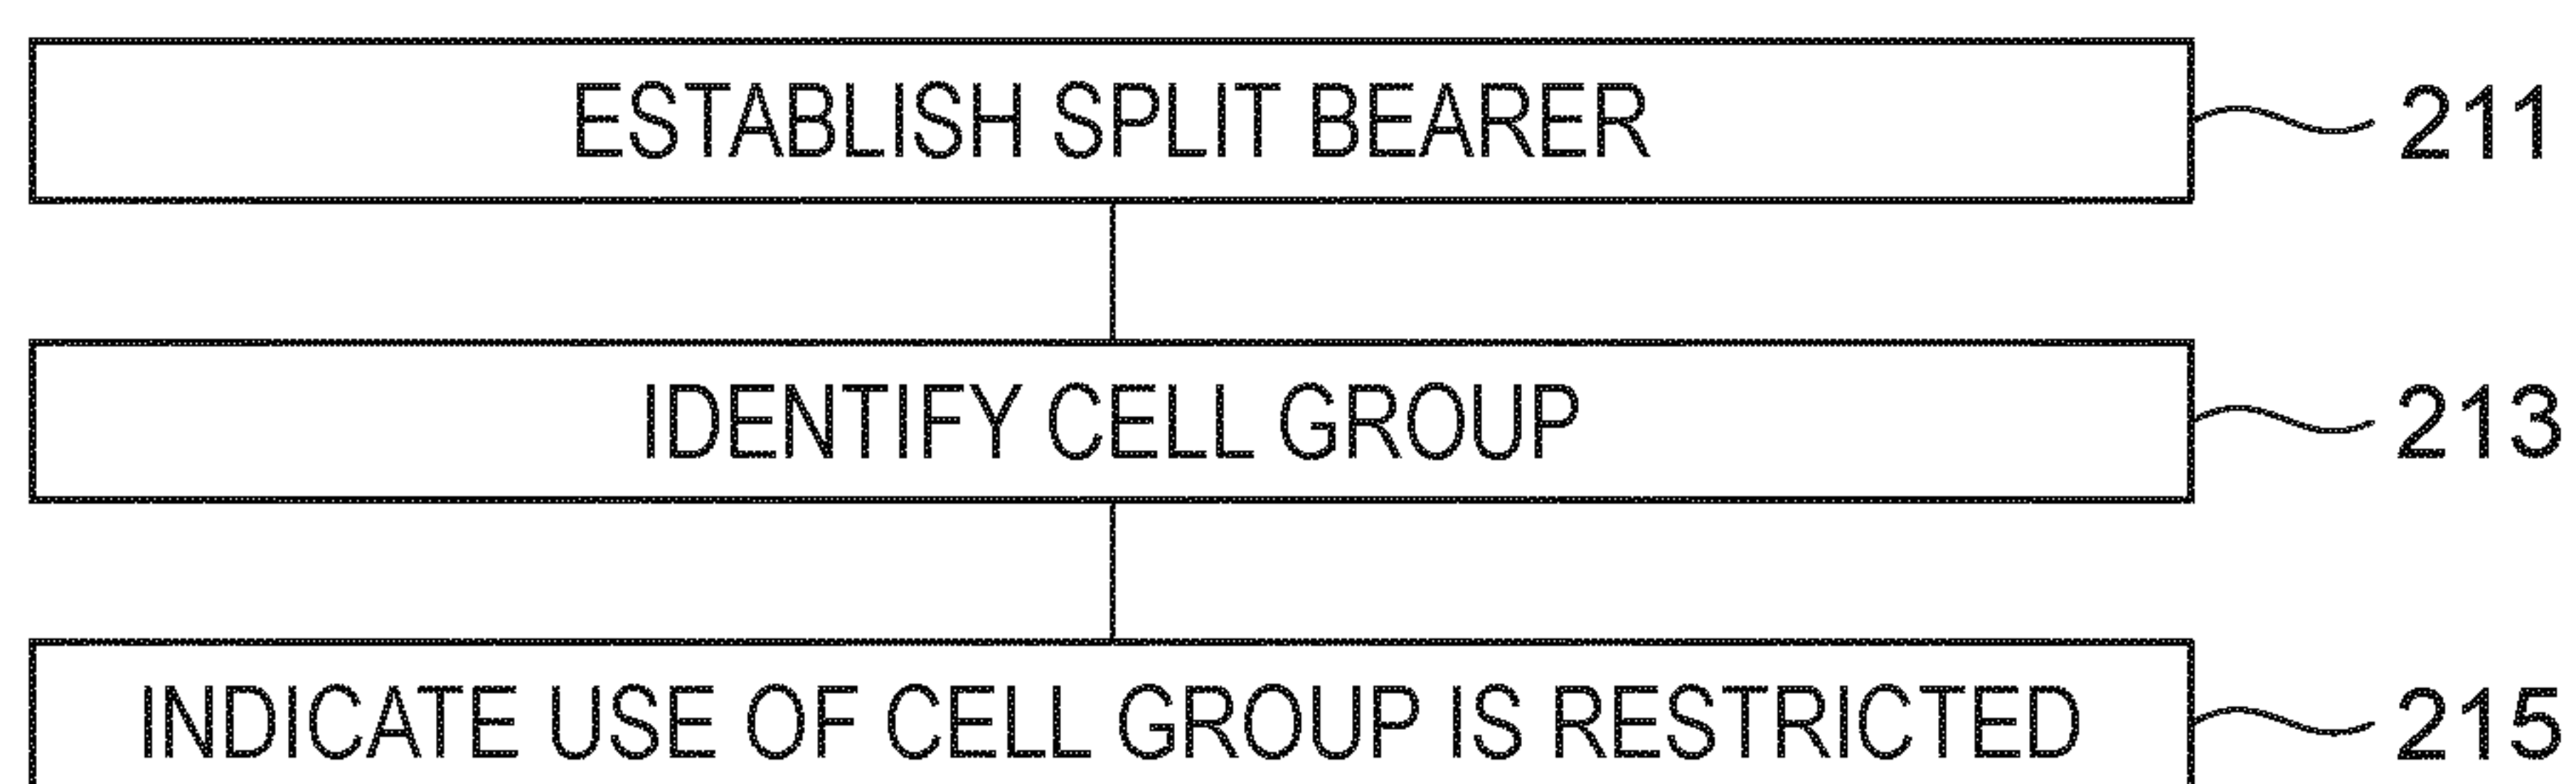 ESTABLISH SPLIT BEARER 211
IDENTIFY CELL GROUP 213
INDICATE USE OF CELL GROUP IS RESTRICTED 215